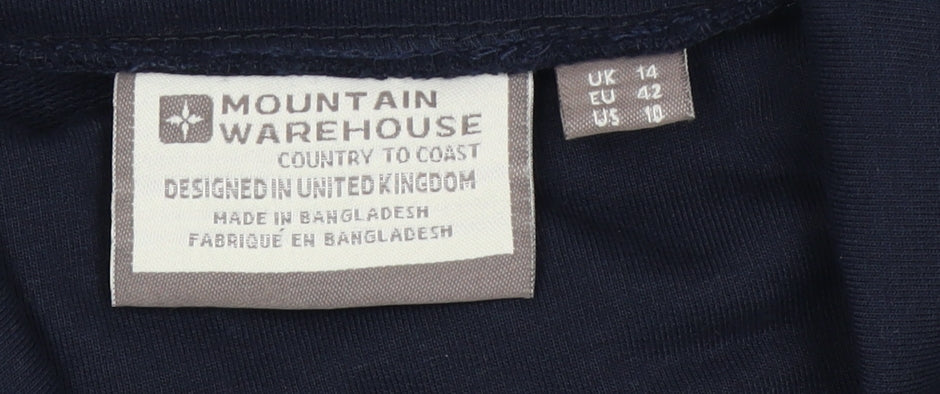 MOUNTAIN
WAREHOUSE
COUNTRY TO COAST
DESIGNED IN UNITED KINGDOM
MADE IN BANGLADESH
FABRIQUÉ EN BANGLADESH
UK 14
EU 42
US 10